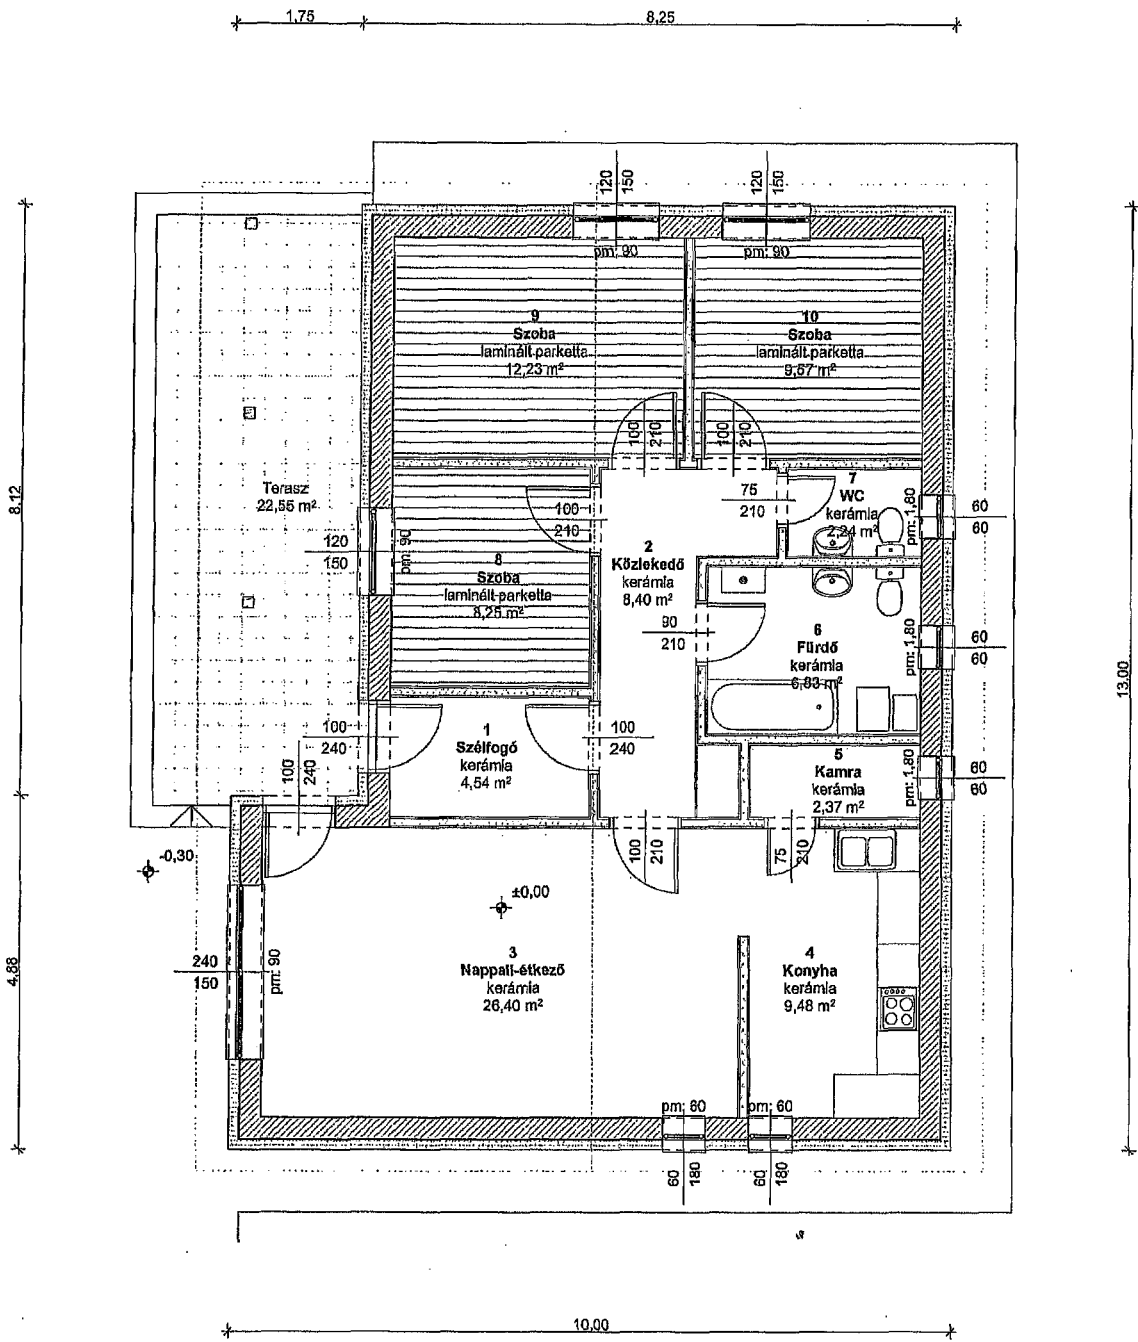 1,75
8,25
120
150
120
150
pm: 90
pm: 90
9
Szoba
laminált parketta
12,23 m²
10
Szoba
laminált parketta
9,57 m²
100
210
100
210
8,12
13,00
Terasz
22,55 m²
120
150
pm: 90
100
210
75
210
7
WC
kerámia
2,24 m²
pm: 1,80
60
60
8
Szoba
laminált parketta
8,25 m²
2
Közlekedő
kerámia
8,40 m²
90
210
6
Fürdő
kerámia
6,83 m²
pm: 1,80
60
60
100
240
1
Szélfogó
kerámia
4,54 m²
100
240
5
Kamra
kerámia
2,37 m²
pm: 1,80
60
60
100
240
100
210
75
210
-0,30
±0,00
4,88
240
150
pm: 90
3
Nappali-étkező
kerámia
26,40 m²
4
Konyha
kerámia
9,48 m²
pm: 60
pm: 60
60
180
60
180
10,00